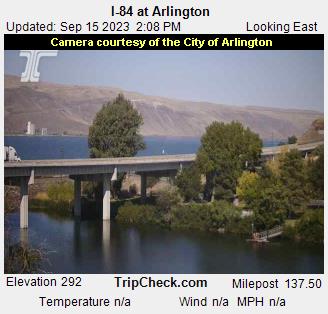 I-84 at Arlington
Updated: Sep 15 2023 2:08 PM Looking East
Camera courtesy of the City of Arlington
Elevation 292 TripCheck.com Milepost 137.50
Temperature n/a Wind n/a MPH n/a